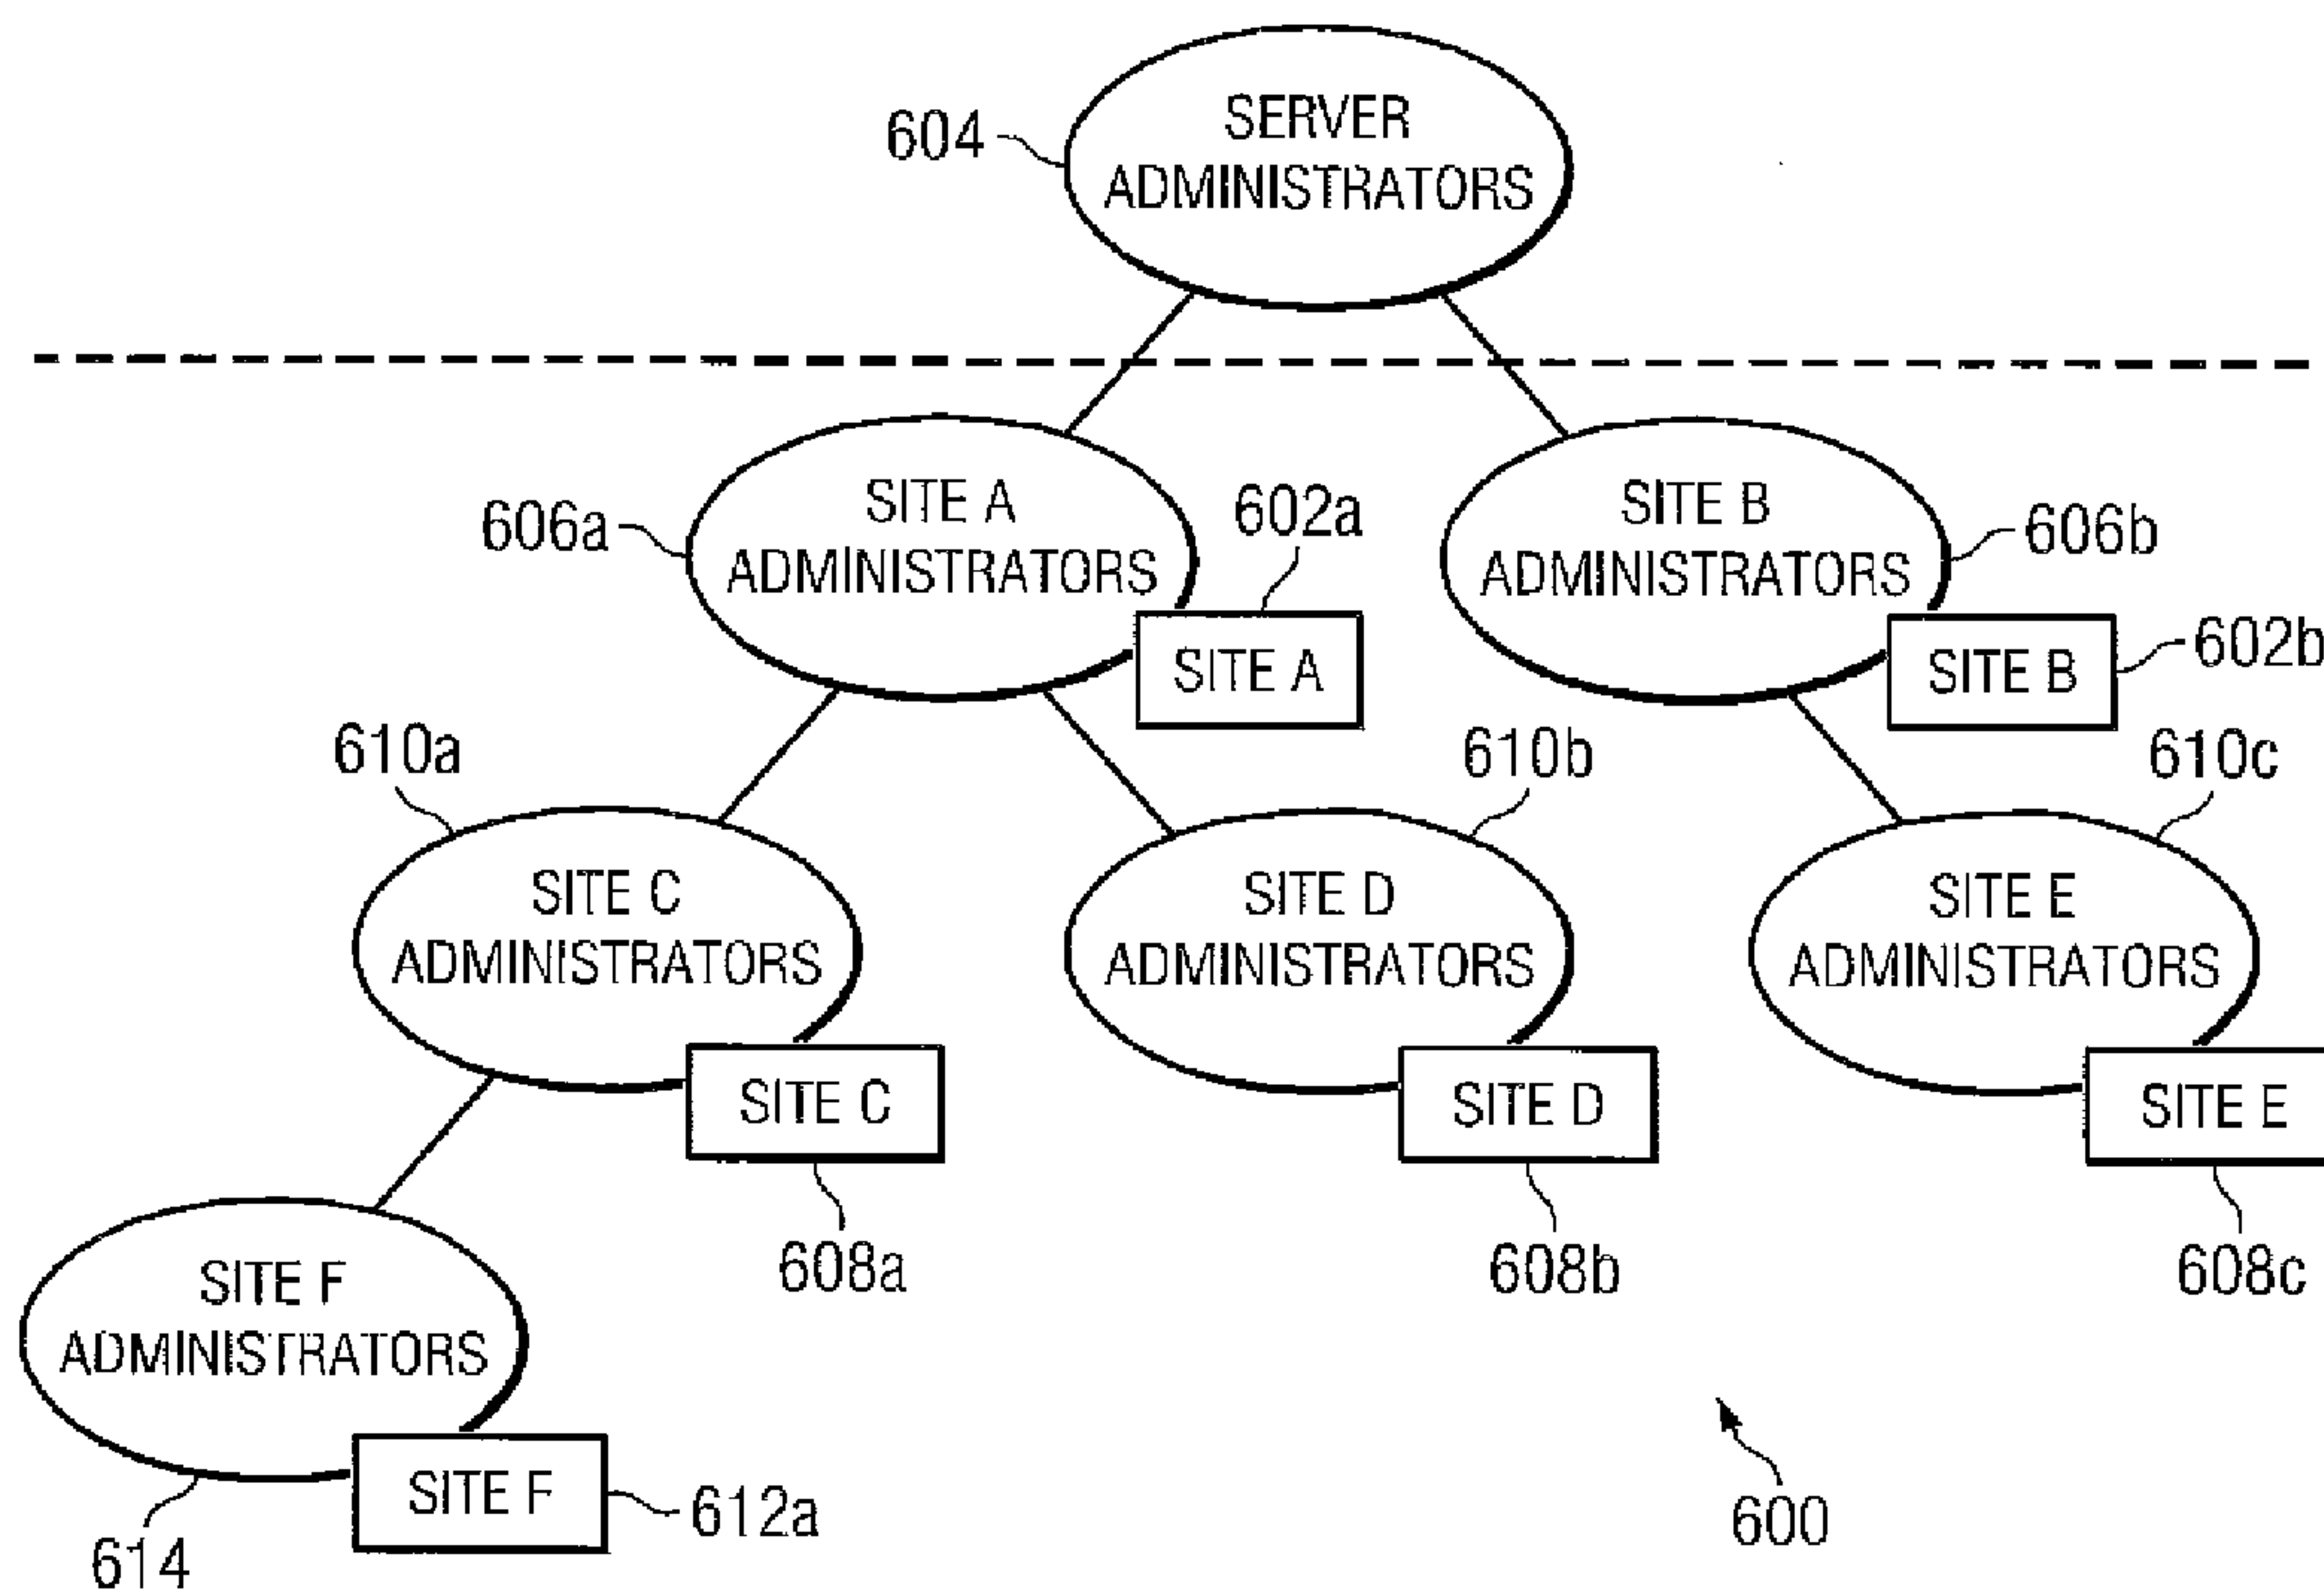 SERVER
ADMINISTRATORS
604
SITE A
ADMINISTRATORS
606a
602a
SITE A
SITE B
ADMINISTRATORS
606b
602b
SITE B
610a
SITE C
ADMINISTRATORS
SITE C
608a
610b
SITE D
ADMINISTRATORS
SITE D
608b
610c
SITE E
ADMINISTRATORS
SITE E
608c
SITE F
ADMINISTRATORS
SITE F
612a
614
600